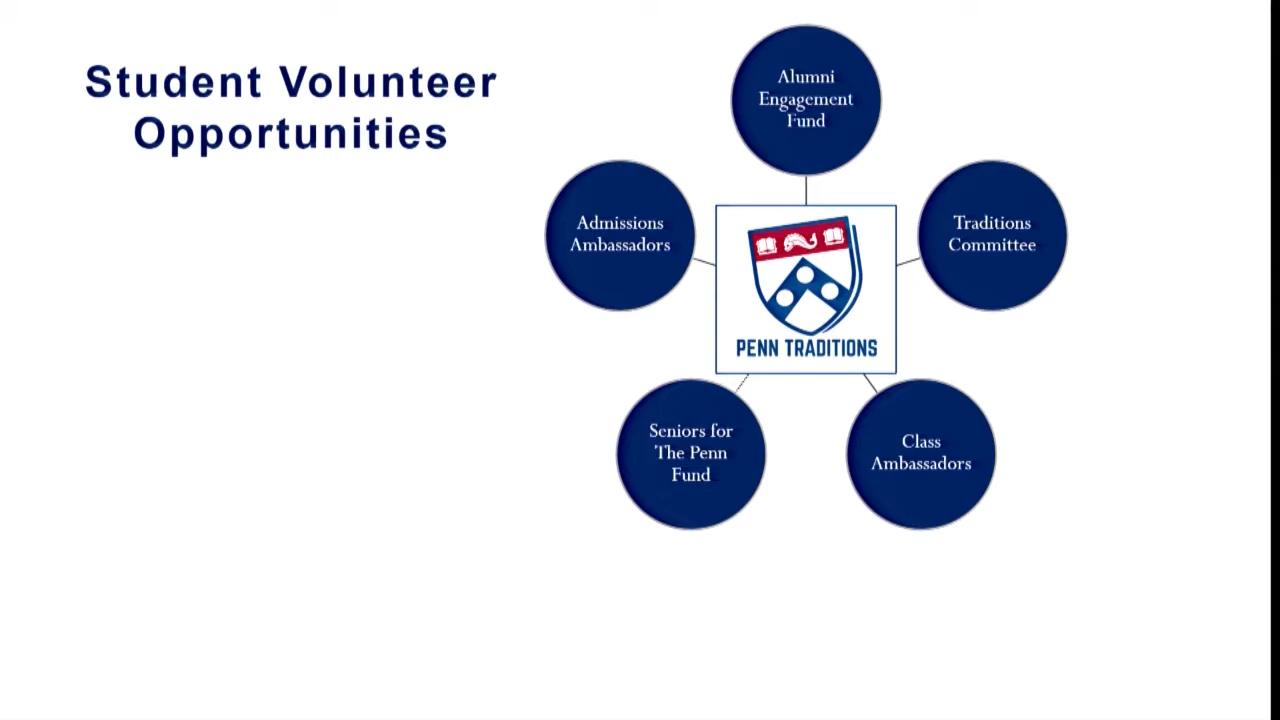 Student Volunteer
Opportunities
Alumni
Engagement
Fund
Admissions
Ambassadors
Traditions
Committee
PENN TRADITIONS
Seniors for
The Penn
Fund
Class
Ambassadors